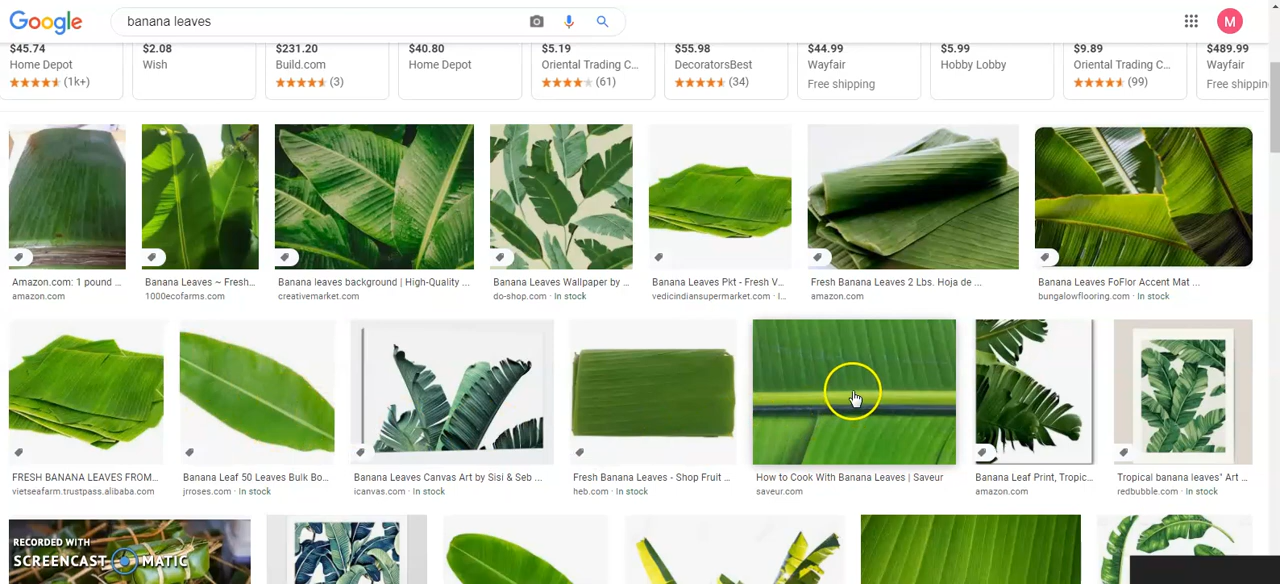 Google
banana leaves
M
$45.74
Home Depot
(1k+)
$2.08
Wish
$231.20
Build.com
(3)
$40.80
Home Depot
$5.19
Oriental Trading C...
(61)
$55.98
DecoratorsBest
(34)
$44.99
Wayfair
Free shipping
$5.99
Hobby Lobby
$9.89
Oriental Trading C...
(99)
$489.99
Wayfair
Free shippin
Amazon.com: 1 pound ...
amazon.com
Banana Leaves ~ Fresh...
1000ecofarms.com
Banana leaves background | High-Quality ...
creativemarket.com
Banana Leaves Wallpaper by ...
do-shop.com · In stock
Banana Leaves Pkt - Fresh V...
vedicindiansupermarket.com · I...
Fresh Banana Leaves 2 Lbs. Hoja de ...
amazon.com
Banana Leaves FoFlor Accent Mat ...
bungalowflooring.com · In stock
FRESH BANANA LEAVES FROM...
vietseafarm.trustpass.alibaba.com
Banana Leaf 50 Leaves Bulk Bo...
jrroses.com · In stock
Banana Leaves Canvas Art by Sisi & Seb ...
icanvas.com · In stock
Fresh Banana Leaves - Shop Fruit ...
heb.com · In stock
How to Cook With Banana Leaves | Saveur
saveur.com
Banana Leaf Print, Tropic...
amazon.com
Tropical banana leaves" Art ...
redbubble.com · In stock
RECORDED WITH
SCREENCAST MATIC